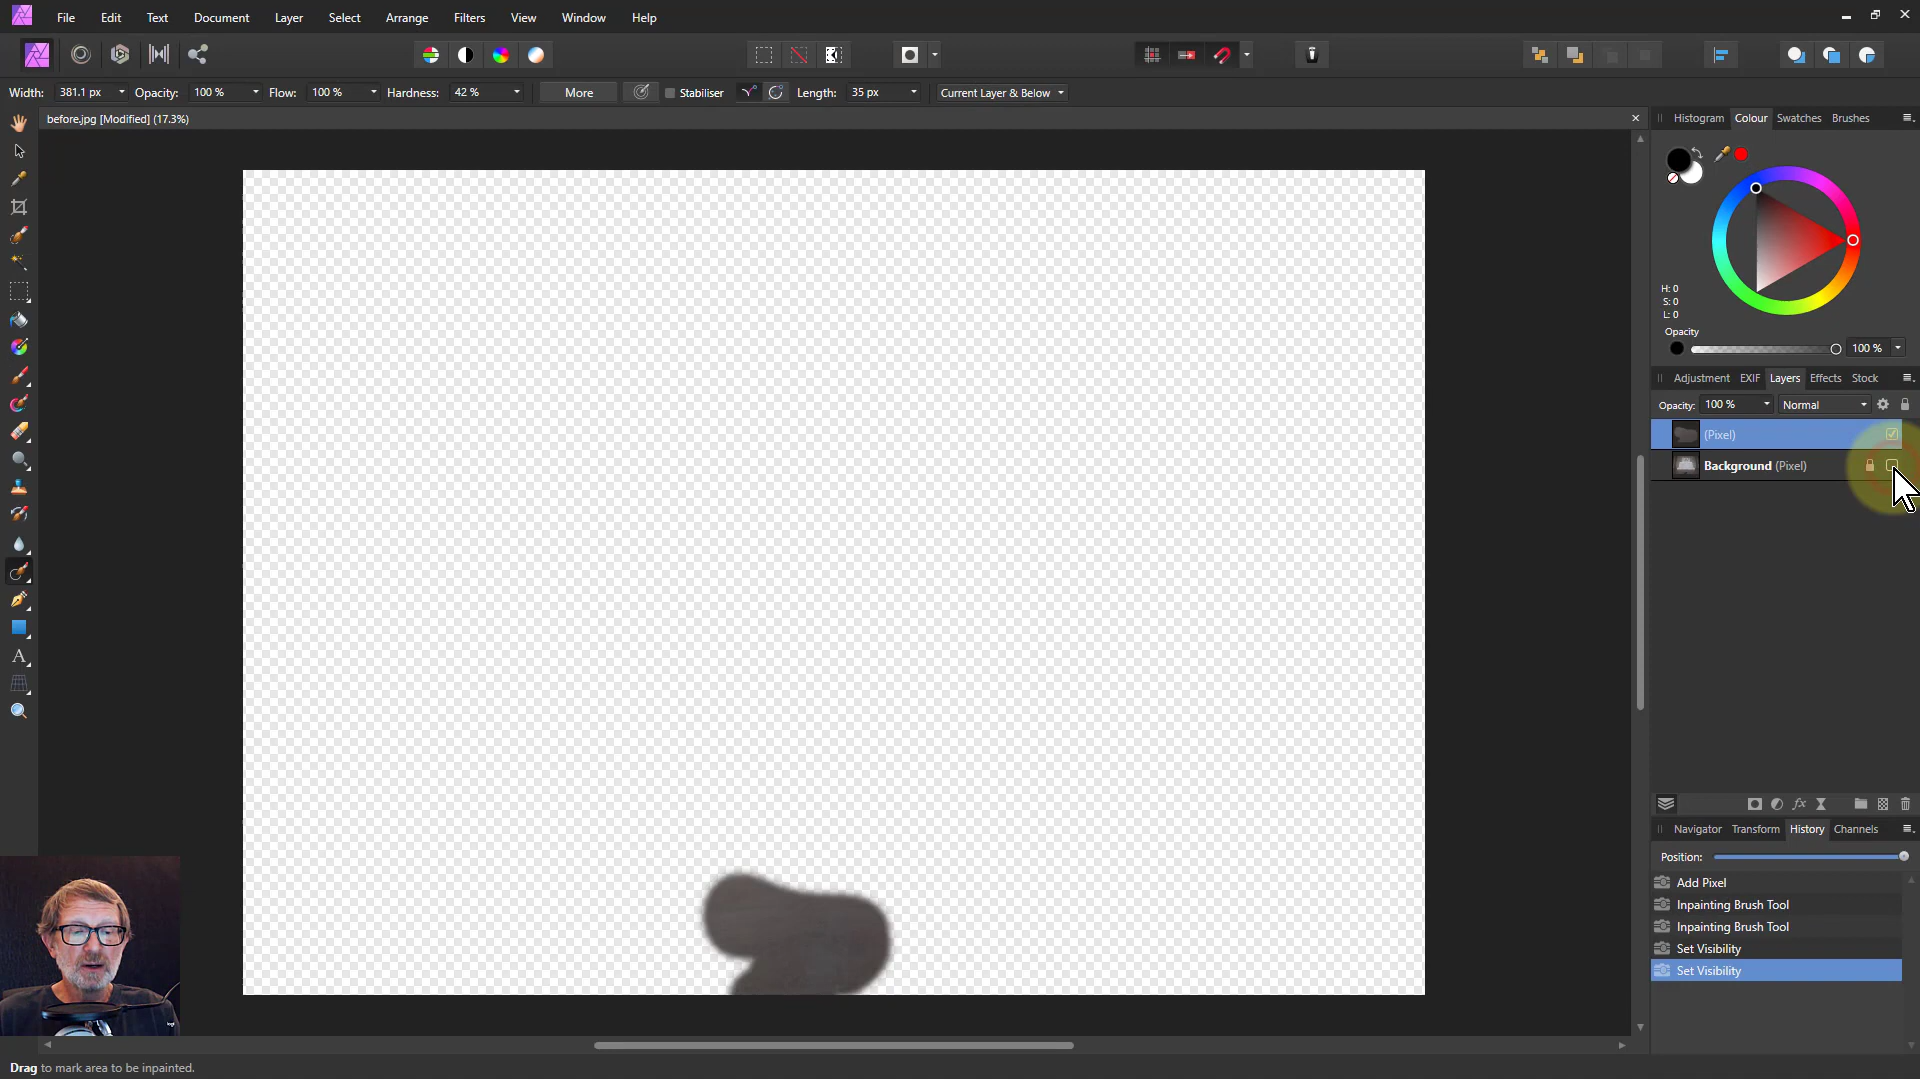 File Edit Text Document Layer Select Arrange Filters View Window Help
Width: 381.1 px Opacity: 100 % Flow: 100 % Hardness: 42 % More Stabiliser Length: 35 px Current Layer & Below
before.jpg [Modified] (17.3%)
Histogram Colour Swatches Brushes
H: 0
S: 0
L: 0
Opacity
100 %
Adjustment EXIF Layers Effects Stock
Opacity: 100 % Normal
(Pixel)
Background (Pixel)
fx
Navigator Transform History Channels
Position:
Add Pixel
Inpainting Brush Tool
Inpainting Brush Tool
Set Visibility
Set Visibility
A
Drag to mark area to be inpainted.